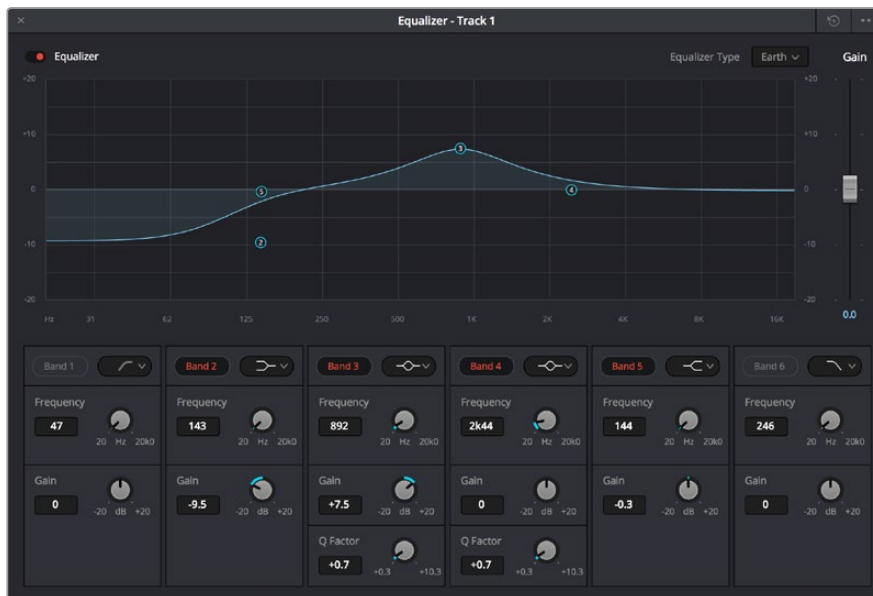 Equalizer - Track 1
Equalizer
Equalizer Type Earth Gain
+20 +20
+10 +10
0 0
-10 -10
-20 -20
5
3
4
2
Hz 31 62 125 250 500 1K 2K 4K 8K 16K
0.0
Band 1 Band 2 Band 3 Band 4 Band 5 Band 6
Frequency Frequency Frequency Frequency Frequency Frequency
47 143 892 2k44 144 246
20 Hz 20k0 20 Hz 20k0 20 Hz 20k0 20 Hz 20k0 20 Hz 20k0 20 Hz 20k0
Gain Gain Gain Gain Gain Gain
0 -9.5 +7.5 0 -0.3 0
-20 dB +20 -20 dB +20 -20 dB +20 -20 dB +20 -20 dB +20 -20 dB +20
Q Factor Q Factor
+0.7 +0.7
+0.3 +10.3 +0.3 +10.3